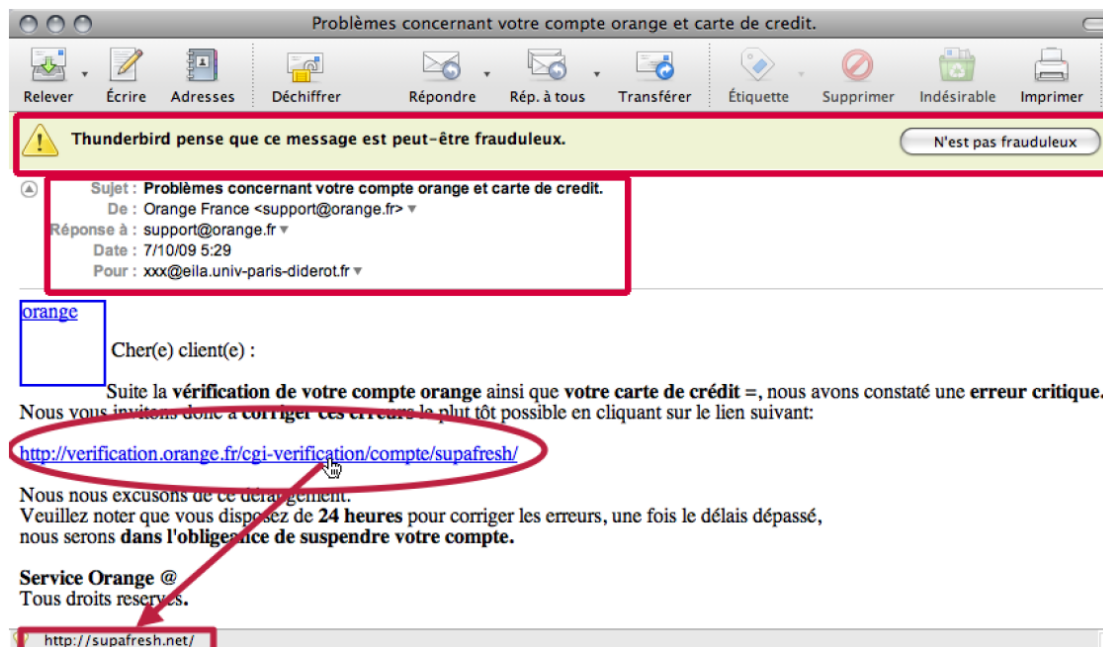 Problèmes concernant votre compte orange et carte de credit.
Relever Écrire Adresses Déchiffrer Répondre Rép. à tous Transférer Étiquette Supprimer Indésirable Imprimer
Thunderbird pense que ce message est peut-être frauduleux. N'est pas frauduleux
Sujet : Problèmes concernant votre compte orange et carte de credit.
De : Orange France <support@orange.fr>
Réponse à : support@orange.fr
Date : 7/10/09 5:29
Pour : xxx@eila.univ-paris-diderot.fr
orange
Cher(e) client(e) :
Suite la vérification de votre compte orange ainsi que votre carte de crédit =, nous avons constaté une erreur critique.
Nous vous invitons donc a corriger ces erreurs le plut tôt possible en cliquant sur le lien suivant:
http://verification.orange.fr/cgi-verification/compte/supafresh/
Nous nous excusons de ce dérangement.
Veuillez noter que vous disposez de 24 heures pour corriger les erreurs, une fois le délais dépassé,
nous serons dans l'obligeance de suspendre votre compte.
Service Orange @
Tous droits reservés.
http://supafresh.net/